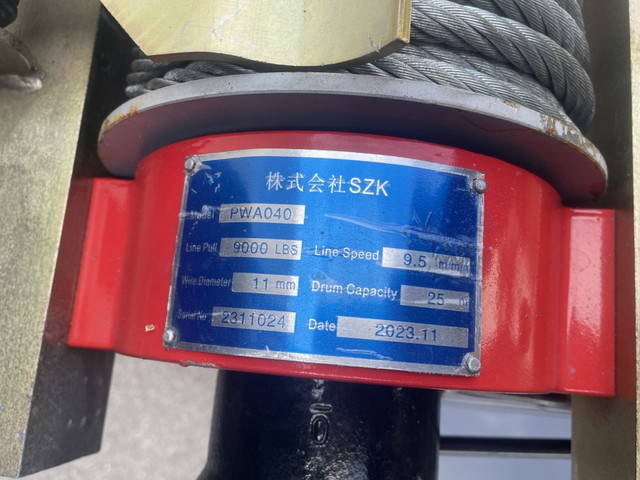 株式会社SZK
Model PWA040
Line Pull 9000 LBS Line Speed 9.5 m/min
Wire Diameter 11 mm Drum Capacity 25 m
Serial No 2311024 Date 2023.11